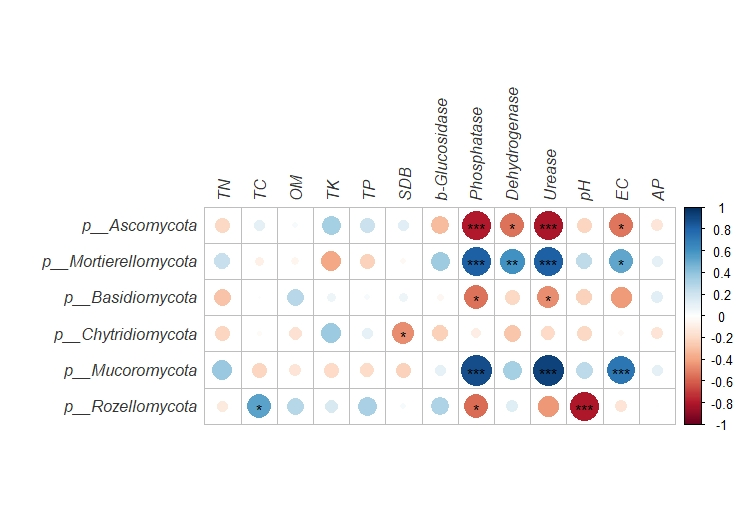 TN TC OM TK TP SDB b-Glucosidase Phosphatase Dehydrogenase Urease pH EC AP
p__Ascomycota *** * *** *
p__Mortierellomycota *** ** *** *
p__Basidiomycota * *
p__Chytridiomycota *
p__Mucoromycota *** *** ***
p__Rozellomycota * * ***
1
0.8
0.6
0.4
0.2
0
-0.2
-0.4
-0.6
-0.8
-1